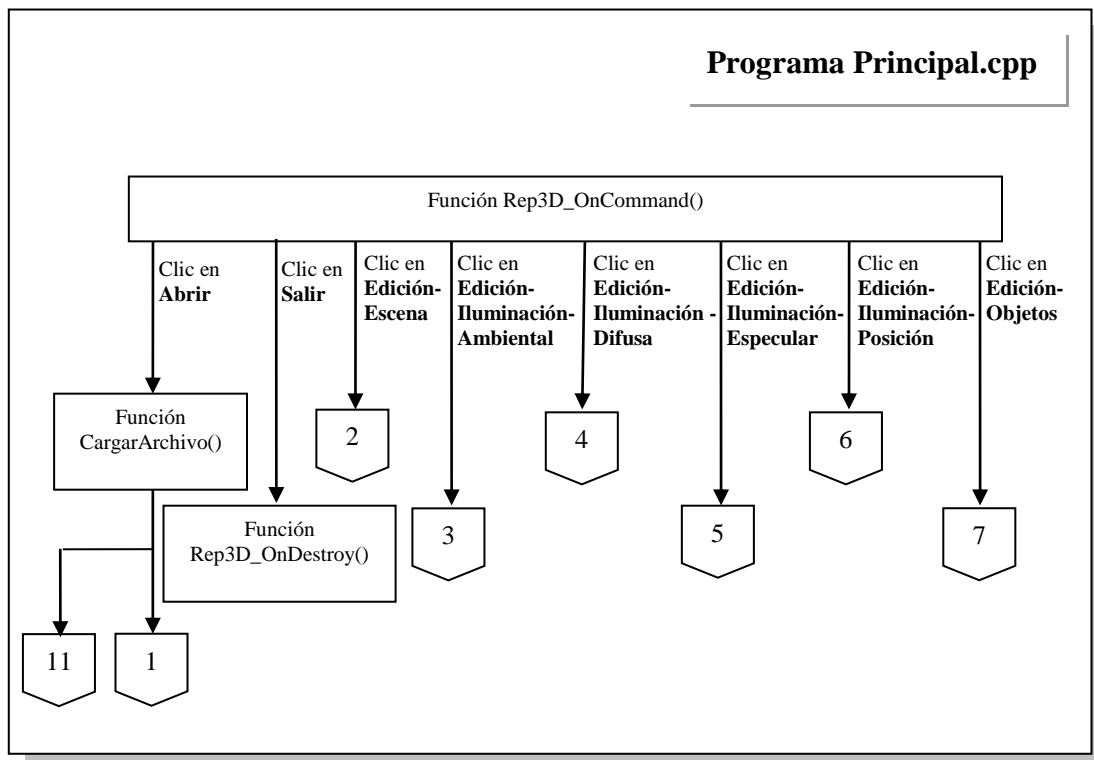 Programa Principal.cpp
Función Rep3D_OnCommand()
Clic en
Abrir
Clic en
Salir
Clic en
Edición-
Escena
Clic en
Edición-
Iluminación-
Ambiental
Clic en
Edición-
Iluminación -
Difusa
Clic en
Edición-
Iluminación-
Especular
Clic en
Edición-
Iluminación-
Posición
Clic en
Edición-
Objetos
Función
CargarArchivo()
2
4
6
Función
Rep3D_OnDestroy()
3
5
7
11
1